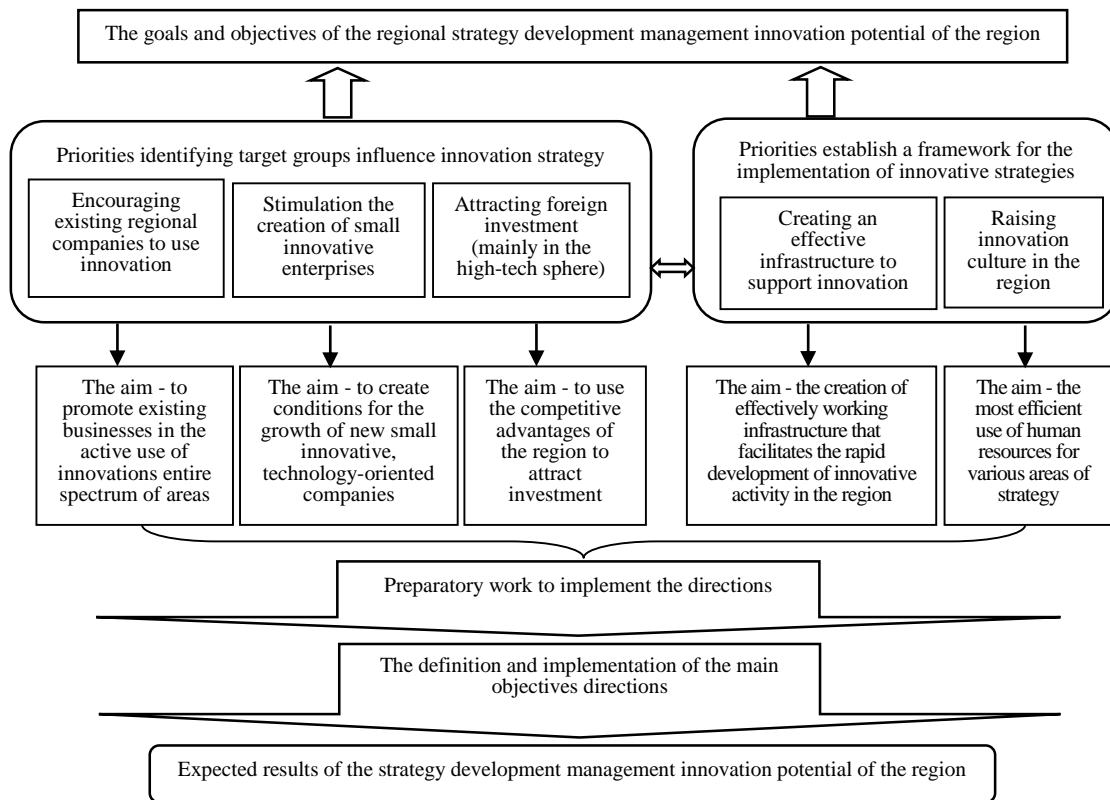 The goals and objectives of the regional strategy development management innovation potential of the region
Priorities identifying target groups influence innovation strategy
Encouraging
existing regional
companies to use
innovation
Stimulation the
creation of small
innovative
enterprises
Attracting foreign
investment
(mainly in the
high-tech sphere)
Priorities establish a framework for the
implementation of innovative strategies
Creating an
effective
infrastructure to
support innovation
Raising
innovation
culture in the
region
The aim - to
promote existing
businesses in the
active use of
innovations entire
spectrum of areas
The aim - to create
conditions for the
growth of new small
innovative,
technology-oriented
companies
The aim - to use
the competitive
advantages of
the region to
attract
investment
The aim - the creation of
effectively working
infrastructure that
facilitates the rapid
development of innovative
activity in the region
The aim - the
most efficient
use of human
resources for
various areas of
strategy
Preparatory work to implement the directions
The definition and implementation of the main
objectives directions
Expected results of the strategy development management innovation potential of the region